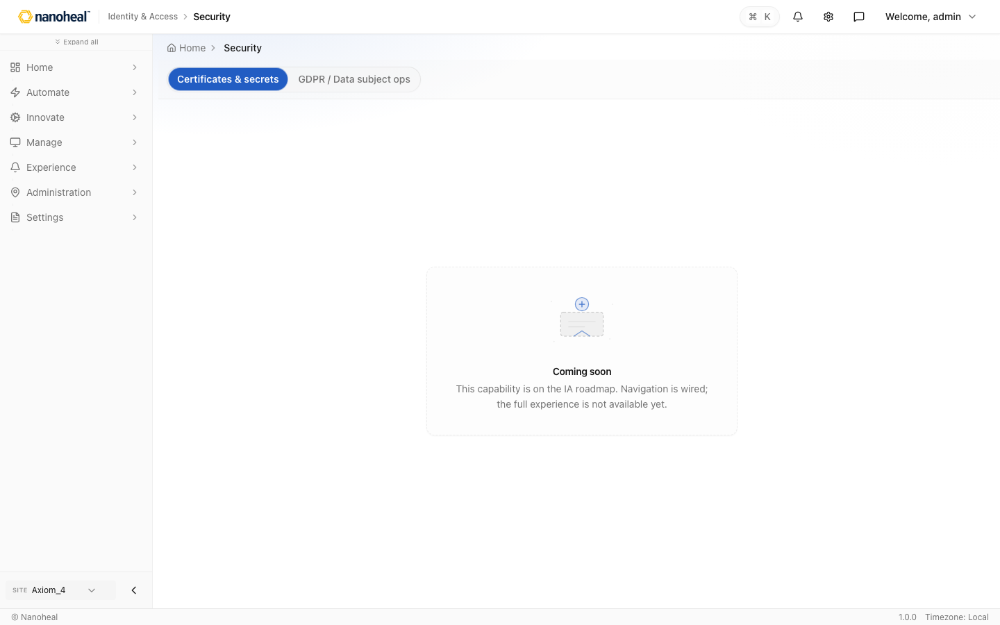 nanoheal™
Identity & Access > Security
⌘ K
Welcome, admin
Expand all
Home > Security
Certificates & secrets
GDPR / Data subject ops
Home
Automate
Innovate
Manage
Experience
Administration
Settings
Coming soon
This capability is on the IA roadmap. Navigation is wired;
the full experience is not available yet.
SITE Axiom_4
© Nanoheal
1.0.0 Timezone: Local